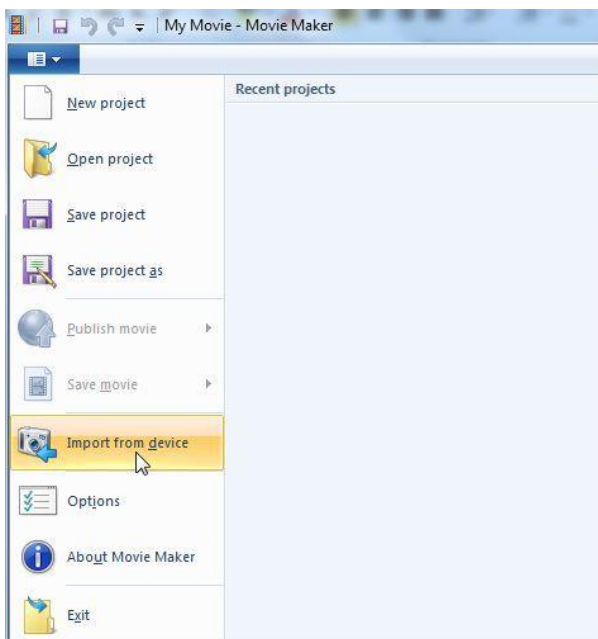 My Movie - Movie Maker
Recent projects
New project
Open project
Save project
Save project as
Publish movie
Save movie
Import from device
Options
About Movie Maker
Exit